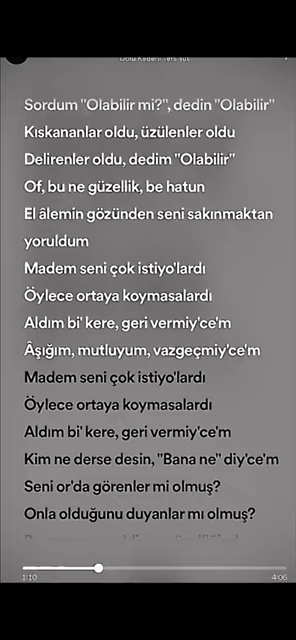 Sordum "Olabilir mi?", dedin "Olabilir"
Kıskananlar oldu, üzülenler oldu
Delirenler oldu, dedim "Olabilir"
Of, bu ne güzellik, be hatun
El âlemin gözünden seni sakınmaktan
yoruldum
Madem seni çok istiyo'lardı
Öylece ortaya koymasalardı
Aldım bi' kere, geri vermiy'ce'm
Âşığım, mutluyum, vazgeçmiy'ce'm
Madem seni çok istiyo'lardı
Öylece ortaya koymasalardı
Aldım bi' kere, geri vermiy'ce'm
Kim ne derse desin, "Bana ne" diy'ce'm
Seni or'da görenler mi olmuş?
Onla olduğunu duyanlar mı olmuş?
1:10
4:06